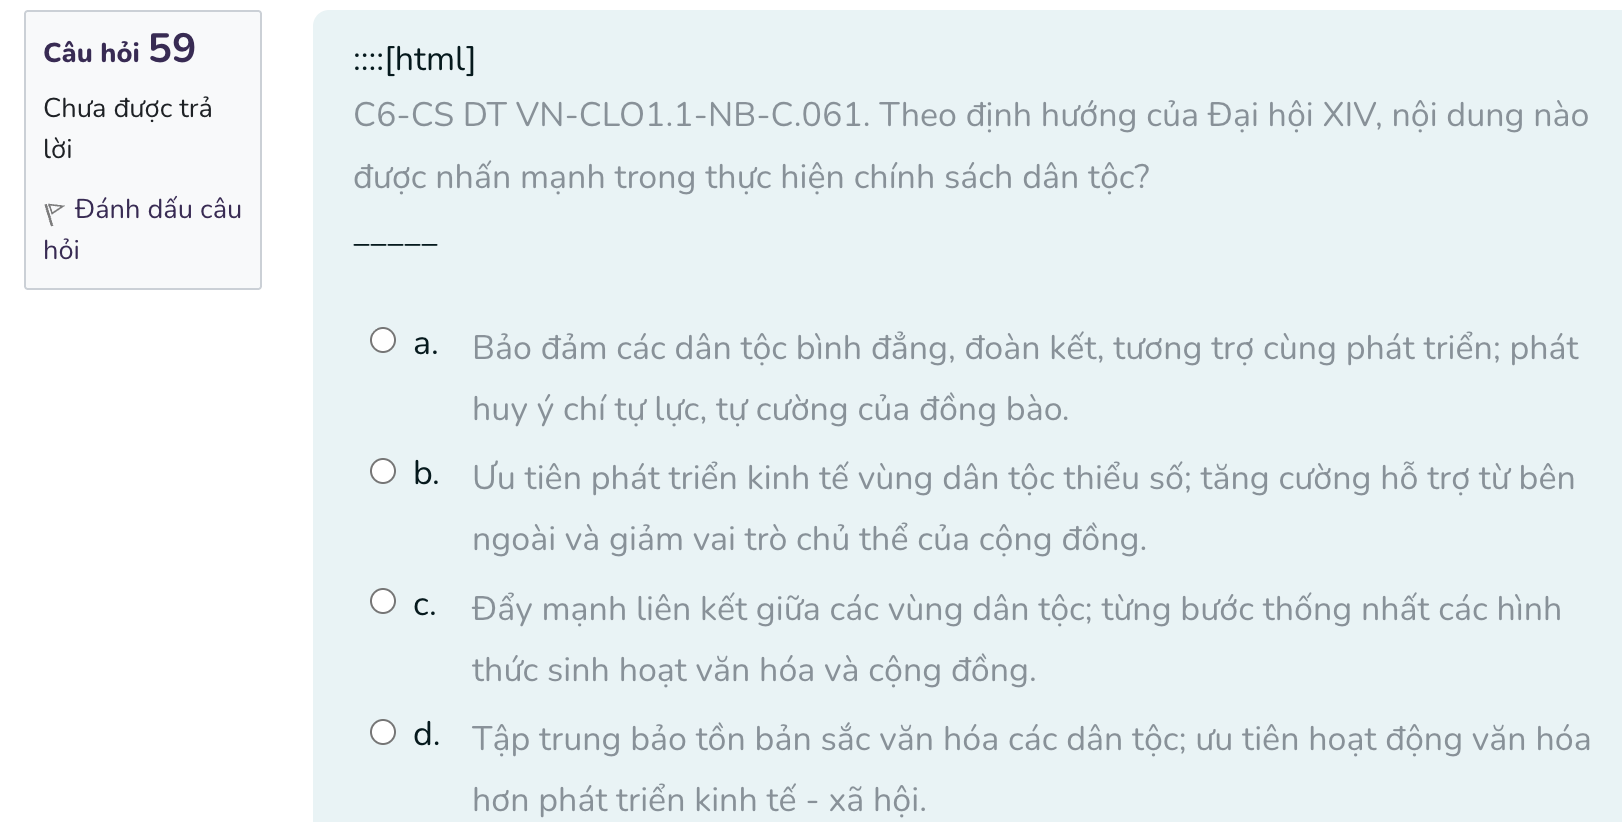 Câu hỏi 59
Chưa được trả
lời
Đánh dấu câu
hỏi
::::[html]
C6-CS DT VN-CLO1.1-NB-C.061. Theo định hướng của Đại hội XIV, nội dung nào
được nhấn mạnh trong thực hiện chính sách dân tộc?
_____
a. Bảo đảm các dân tộc bình đẳng, đoàn kết, tương trợ cùng phát triển; phát
huy ý chí tự lực, tự cường của đồng bào.
b. Ưu tiên phát triển kinh tế vùng dân tộc thiểu số; tăng cường hỗ trợ từ bên
ngoài và giảm vai trò chủ thể của cộng đồng.
c. Đẩy mạnh liên kết giữa các vùng dân tộc; từng bước thống nhất các hình
thức sinh hoạt văn hóa và cộng đồng.
d. Tập trung bảo tồn bản sắc văn hóa các dân tộc; ưu tiên hoạt động văn hóa
hơn phát triển kinh tế - xã hội.